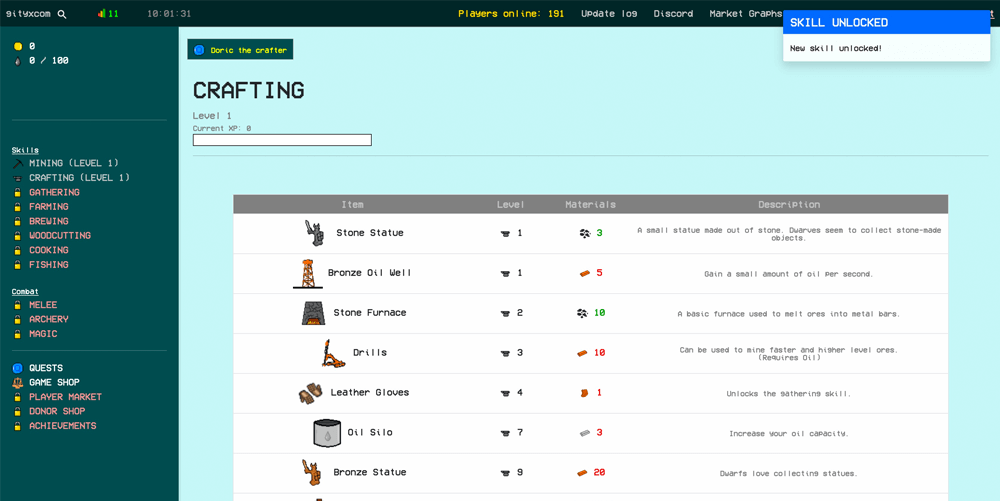 9ityxcom
11
10:01:31
Players online: 191
Update log
Discord
Market Graphs
SKILL UNLOCKED
New skill unlocked!
0
0 / 100
Skills
MINING (LEVEL 1)
CRAFTING (LEVEL 1)
GATHERING
FARMING
BREWING
WOODCUTTING
COOKING
FISHING
Combat
MELEE
ARCHERY
MAGIC
QUESTS
GAME SHOP
PLAYER MARKET
DONOR SHOP
ACHIEVEMENTS
Doric the crafter
CRAFTING
Level 1
Current XP: 0
Item Level Materials Description
Stone Statue 1 3 A small statue made out of stone. Dwarves seem to collect stone-made
objects.
Bronze Oil Well 1 5 Gain a small amount of oil per second.
Stone Furnace 2 10 A basic furnace used to melt ores into metal bars.
Drills 3 10 Can be used to mine faster and higher level ores.
(Requires Oil)
Leather Gloves 4 1 Unlocks the gathering skill.
Oil Silo 7 3 Increase your oil capacity.
Bronze Statue 9 20 Dwarfs love collecting statues.